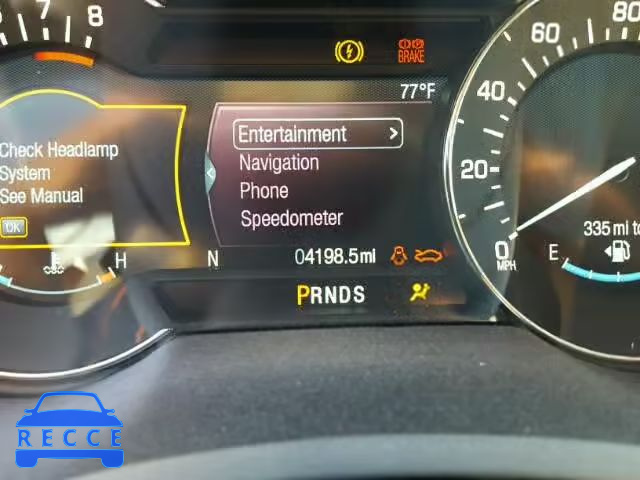 7 8
60 80
BRAKE
77°F
40
Entertainment >
Check Headlamp
System
See Manual
OK
Navigation
Phone
Speedometer
20
0
MPH
335 mi to
E
H
N
04198.5mi
E
PRNDS
RECCE